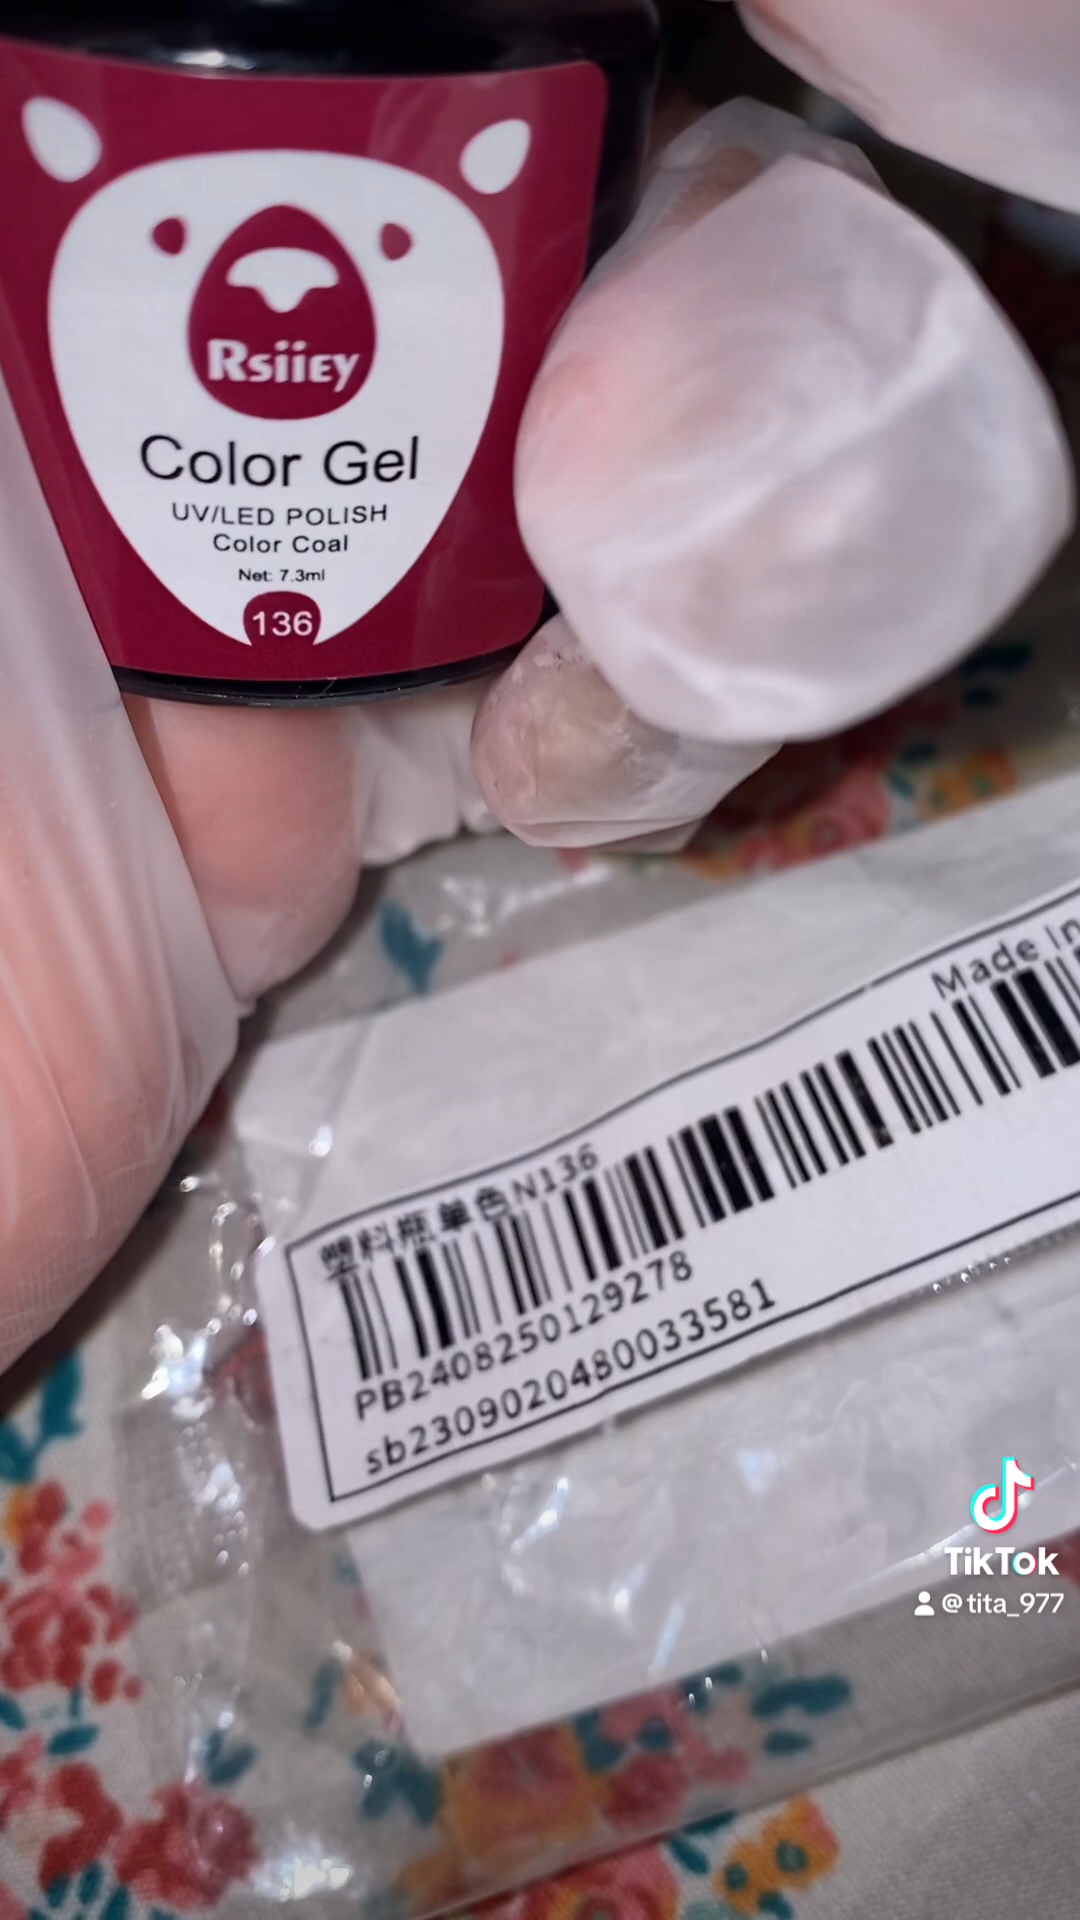 Rsiiey
Color Gel
UV/LED POLISH
Color Coal
Net: 7.3ml
136
Made In
塑料瓶单色N136
PB2408250129278
sb2309020480033581
TikTok
@tita_977